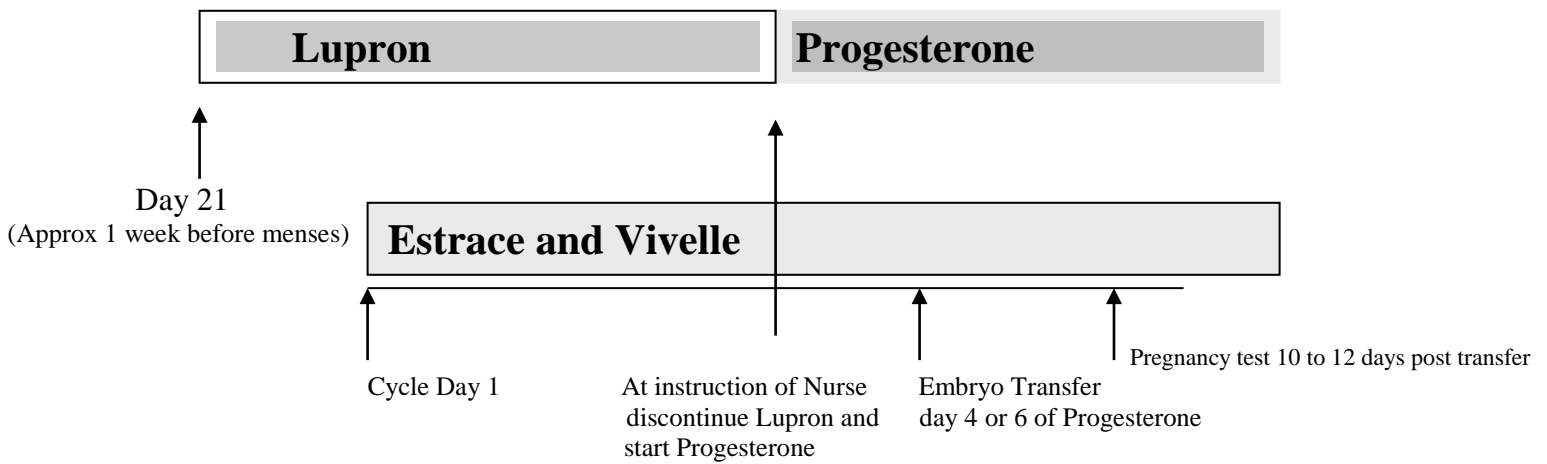 Lupron
Progesterone
Day 21
(Approx 1 week before menses)
Estrace and Vivelle
Pregnancy test 10 to 12 days post transfer
Cycle Day 1
At instruction of Nurse
discontinue Lupron and
start Progesterone
Embryo Transfer
day 4 or 6 of Progesterone